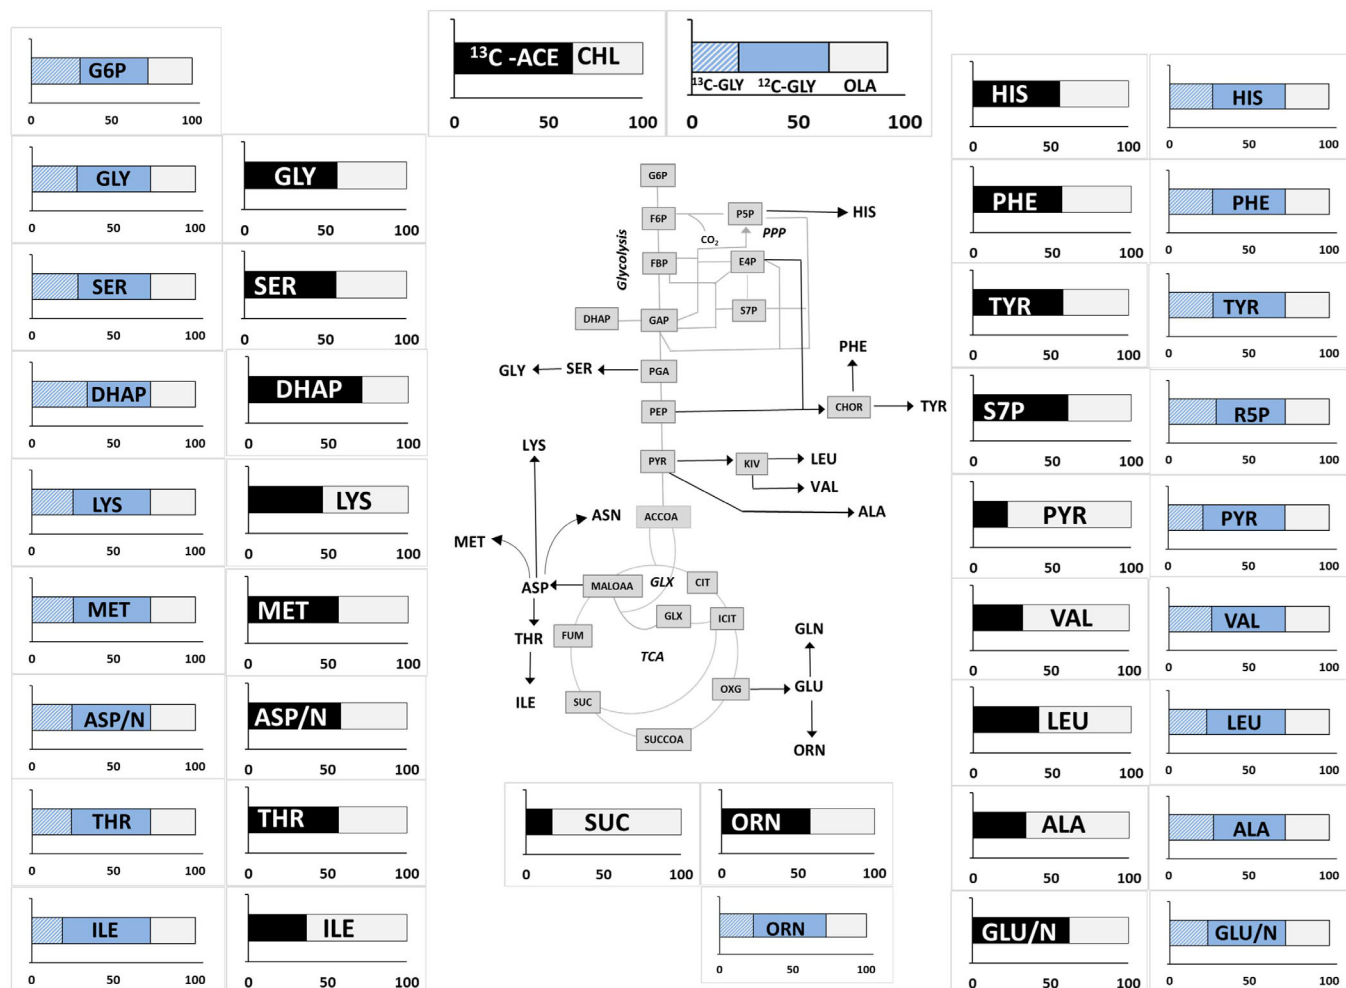 G6P
0 50 100
GLY
0 50 100
SER
0 50 100
DHAP
0 50 100
LYS
0 50 100
MET
0 50 100
ASP/N
0 50 100
THR
0 50 100
ILE
0 50 100
GLY
0 50 100
SER
0 50 100
DHAP
0 50 100
LYS
0 50 100
MET
0 50 100
ASP/N
0 50 100
THR
0 50 100
ILE
0 50 100
¹³C -ACE CHL
0 50 100
¹³C-GLY ¹²C-GLY OLA
0 50 100
G6P
F6P
P5P
HIS
CO₂
PPP
Glycolysis
FBP
E4P
S7P
DHAP
GAP
PHE
GLY
SER
PGA
PEP
CHOR
TYR
LYS
PYR
KIV
LEU
VAL
ASN
ACCOA
ALA
MET
ASP
MALOAA
GLX
CIT
GLX
ICIT
THR
FUM
TCA
GLN
ILE
SUC
OXG
GLU
SUCCOA
ORN
SUC
0 50 100
ORN
0 50 100
ORN
0 50 100
HIS
0 50 100
PHE
0 50 100
TYR
0 50 100
S7P
0 50 100
PYR
0 50 100
VAL
0 50 100
LEU
0 50 100
ALA
0 50 100
GLU/N
0 50 100
HIS
0 50 100
PHE
0 50 100
TYR
0 50 100
R5P
0 50 100
PYR
0 50 100
VAL
0 50 100
LEU
0 50 100
ALA
0 50 100
GLU/N
0 50 100